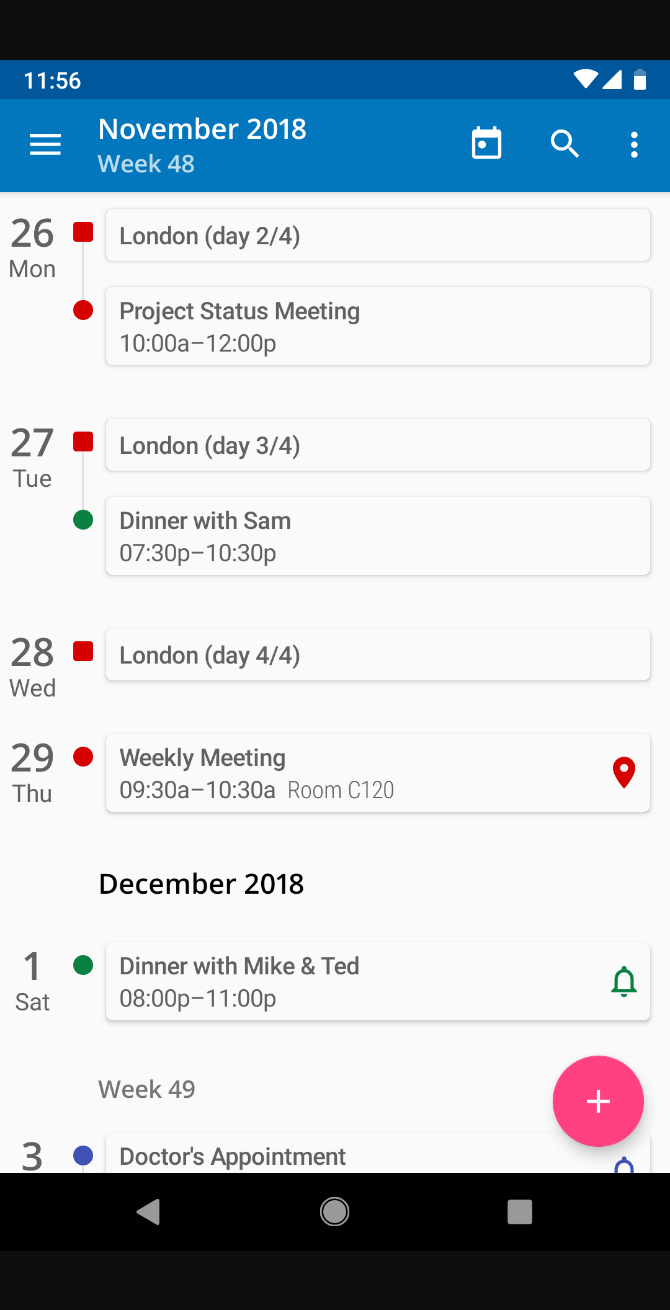 11:56
November 2018
Week 48
26
Mon
London (day 2/4)
Project Status Meeting
10:00a–12:00p
27
Tue
London (day 3/4)
Dinner with Sam
07:30p–10:30p
28
Wed
London (day 4/4)
29
Thu
Weekly Meeting
09:30a–10:30a Room C120
December 2018
1
Sat
Dinner with Mike & Ted
08:00p–11:00p
Week 49
3
Doctor's Appointment